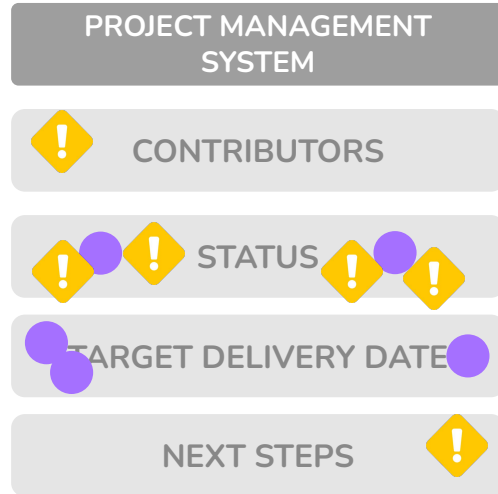 PROJECT MANAGEMENT
SYSTEM
!
CONTRIBUTORS
! ! STATUS ! !
TARGET DELIVERY DATE
NEXT STEPS !